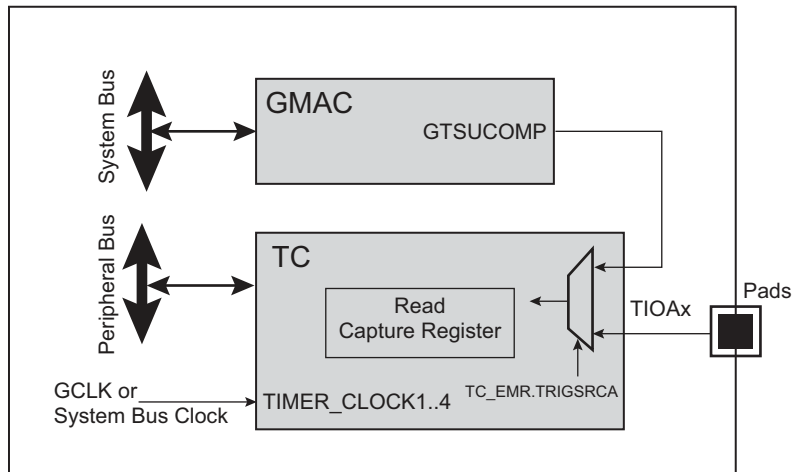 System Bus
GMAC
GTSUCOMP
Peripheral Bus
TC
Read
Capture Register
TIOAx
Pads
TC_EMR.TRIGSRCA
GCLK or
System Bus Clock
TIMER_CLOCK1..4